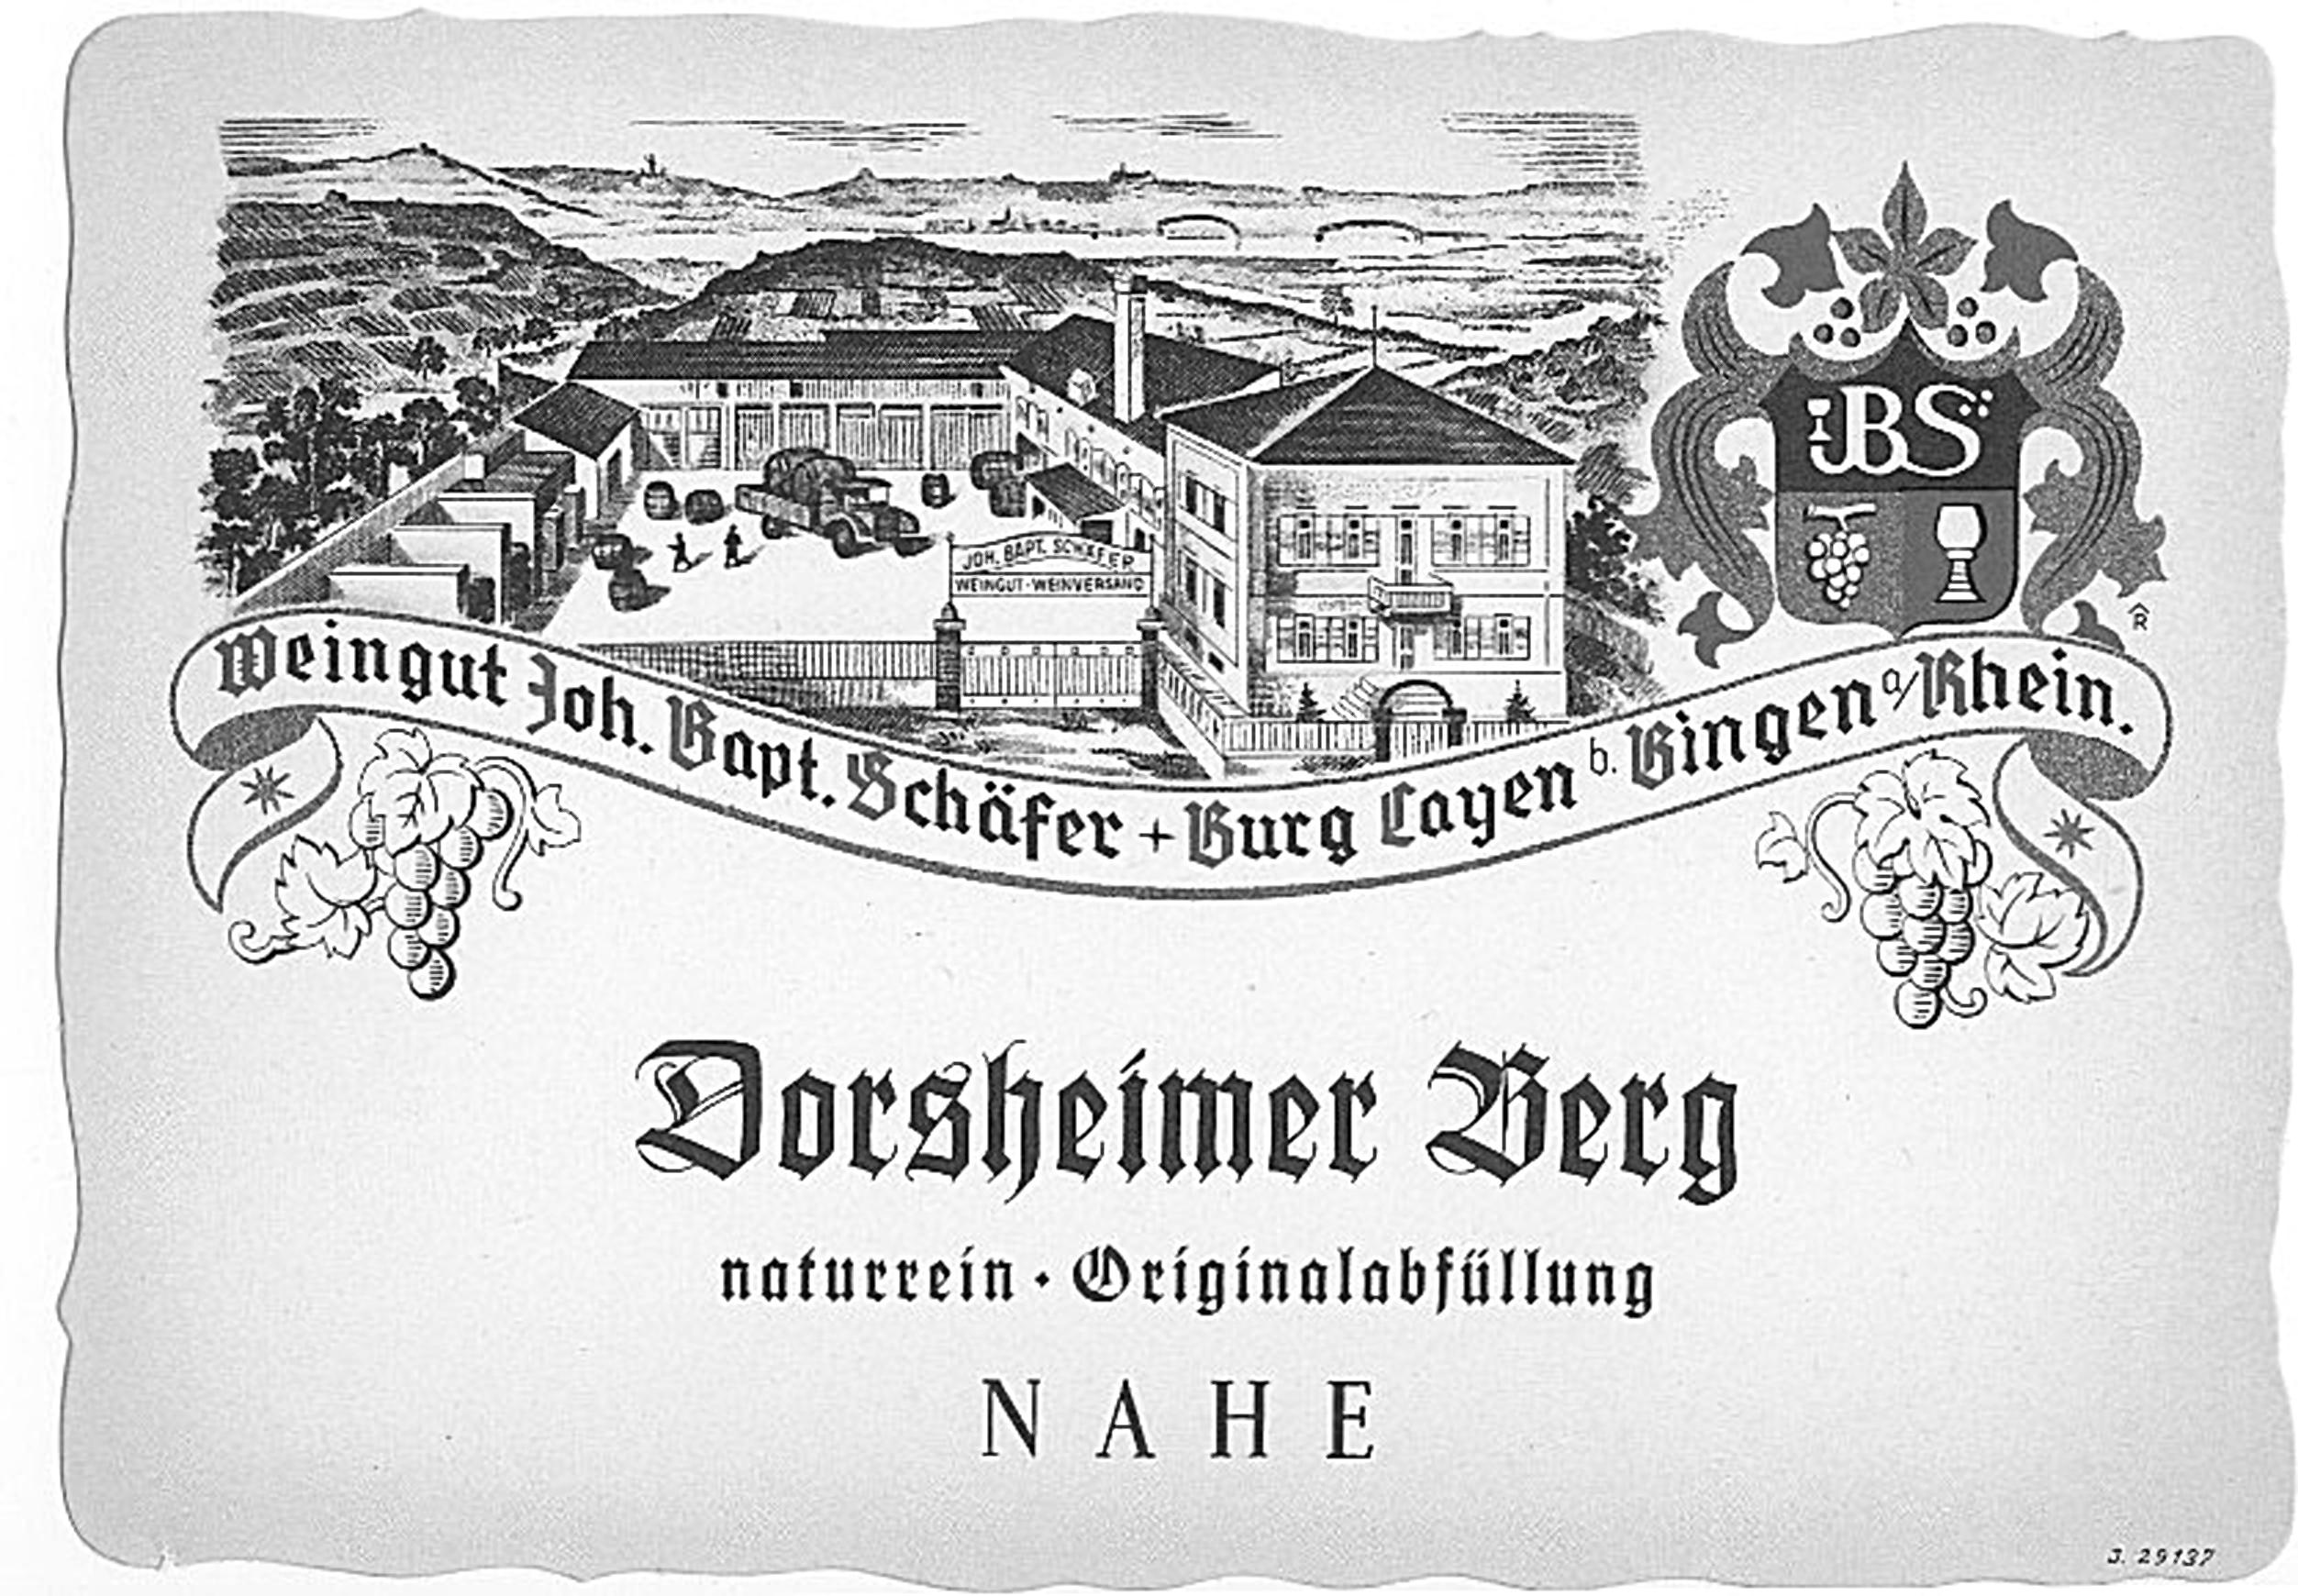 JBS
JOH. BAPT. SCHÄFER
WEINGUT-WEINVERSAND
Weingut Joh. Bapt. Schäfer + Burg Layen b. Bingen a/Rhein.
Dorsheimer Berg
naturrein · Originalabfüllung
NAHE
J. 29137